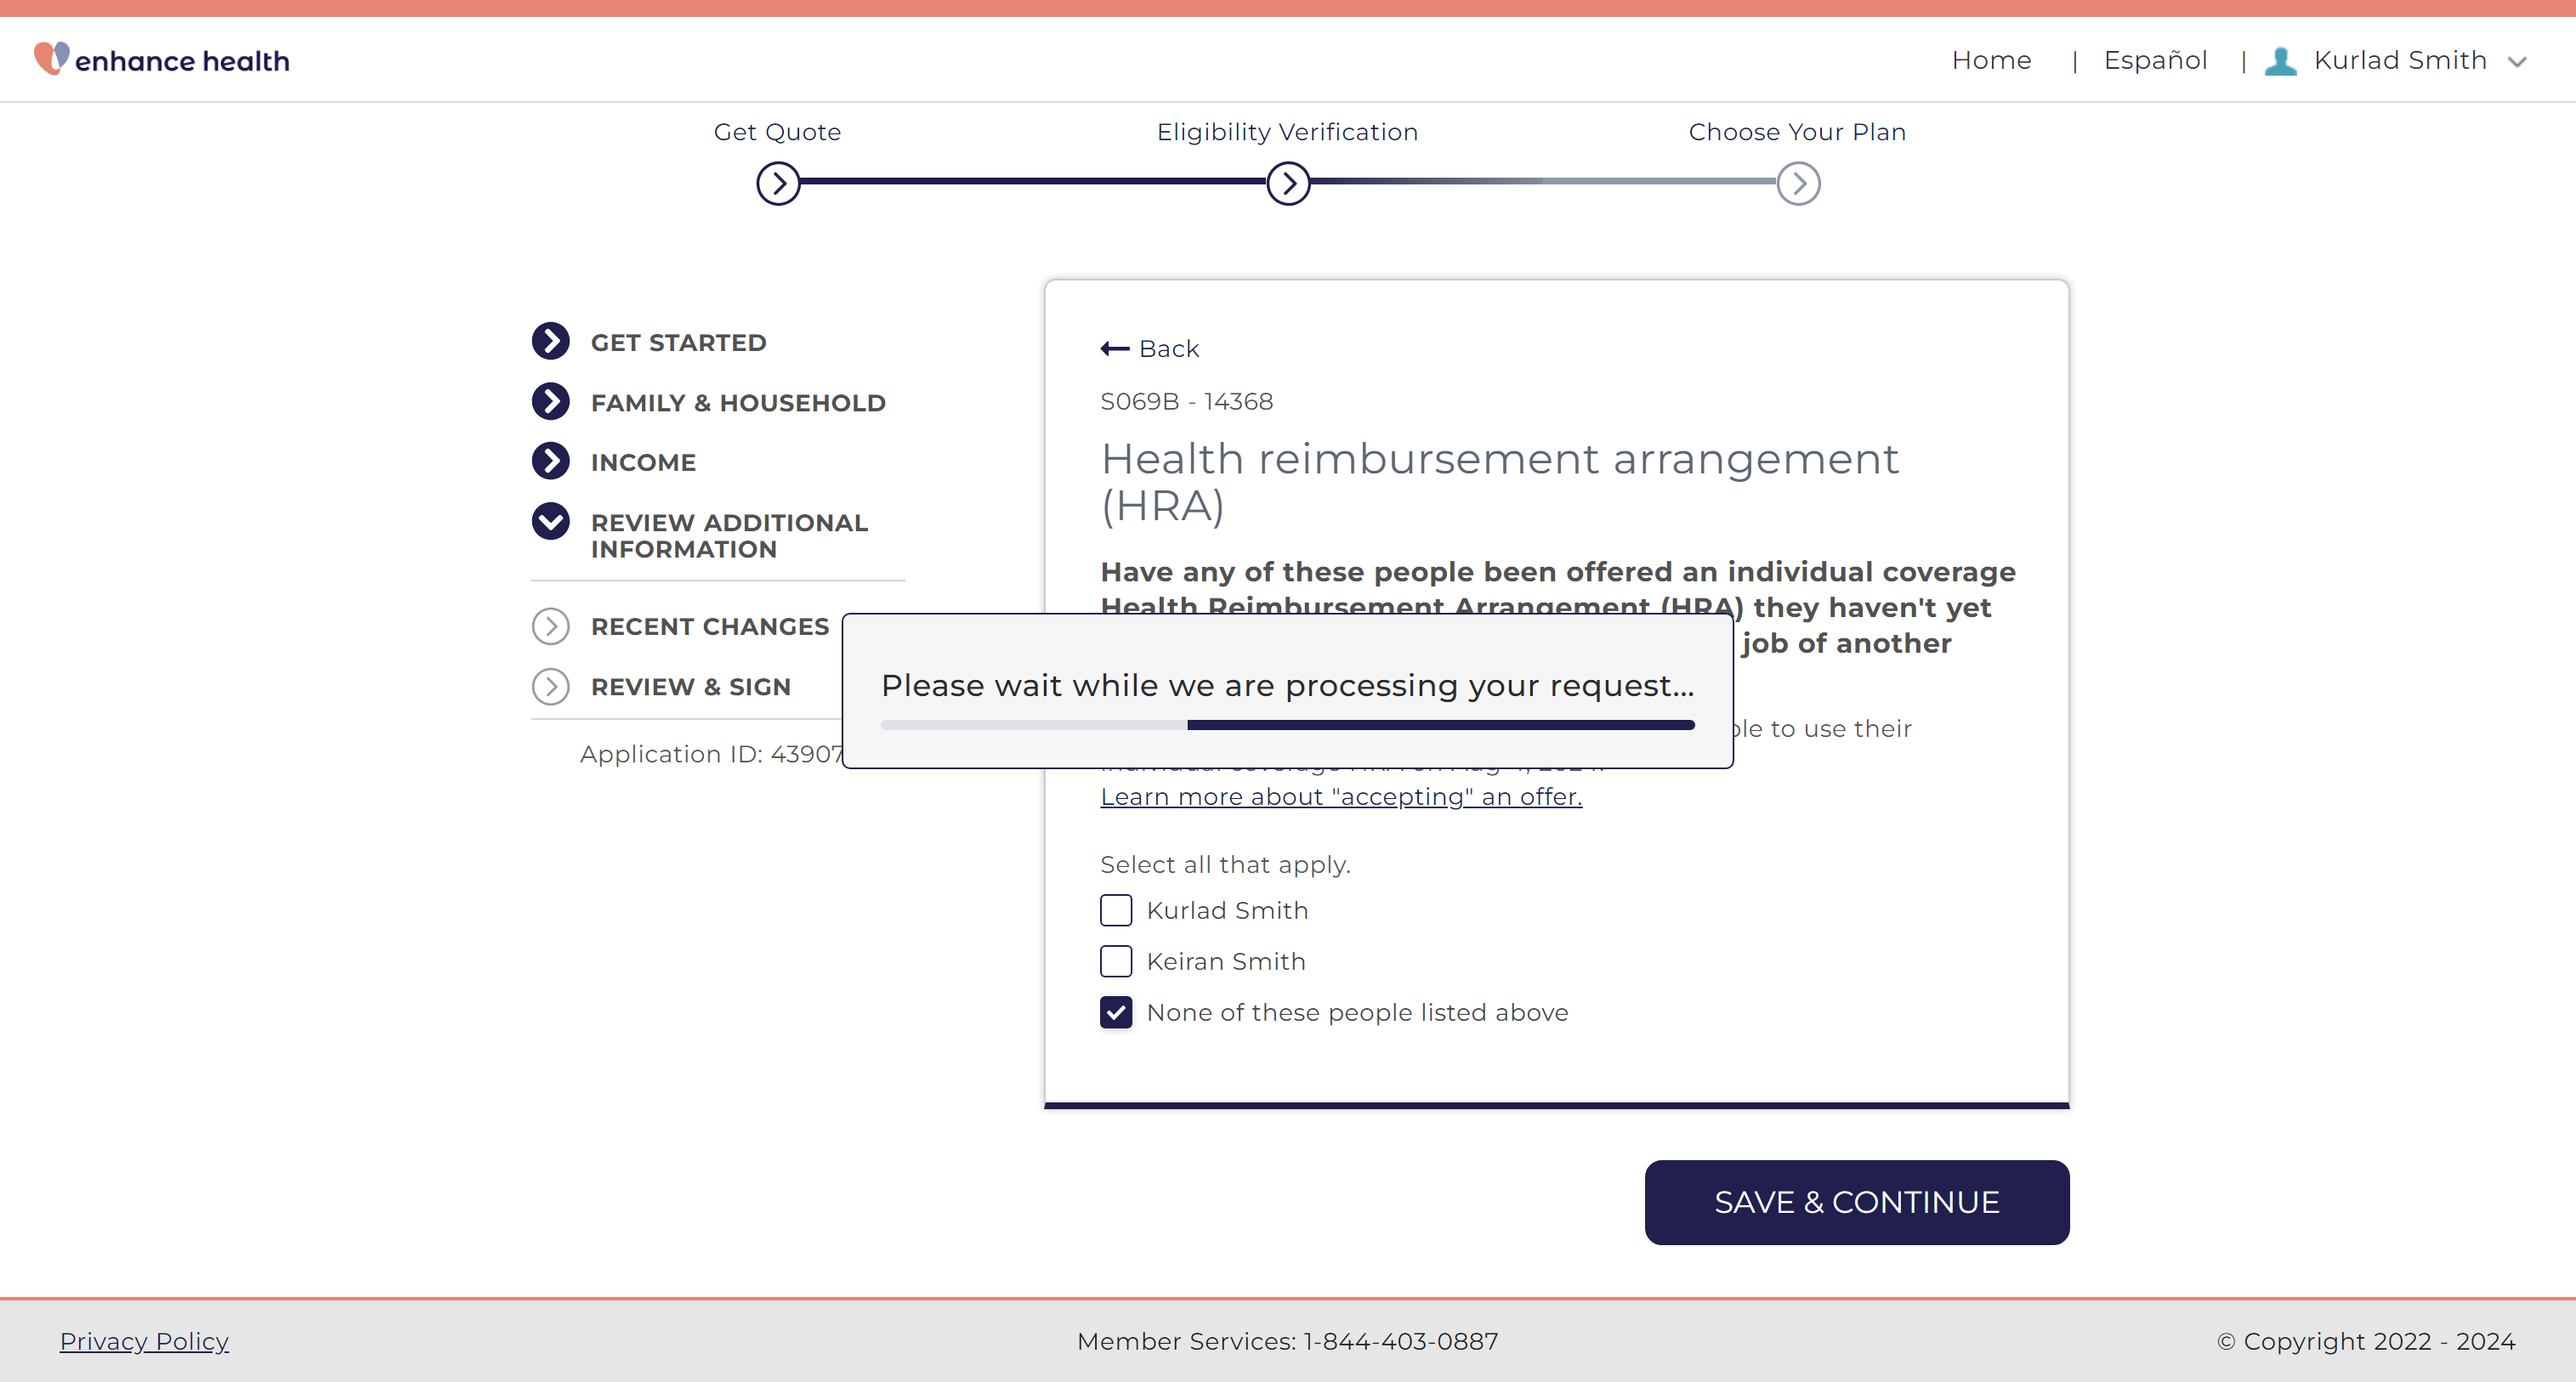 enhance health
Home | Español | Kurlad Smith
Get Quote
Eligibility Verification
Choose Your Plan
GET STARTED
FAMILY & HOUSEHOLD
INCOME
REVIEW ADDITIONAL
INFORMATION
RECENT CHANGES
REVIEW & SIGN
Application ID: 43907
Back
S069B - 14368
Health reimbursement arrangement
(HRA)
Have any of these people been offered an individual coverage
Health Reimbursement Arrangement (HRA) they haven't yet
job of another
to use their
Learn more about "accepting" an offer.
Select all that apply.
Kurlad Smith
Keiran Smith
None of these people listed above
Please wait while we are processing your request...
SAVE & CONTINUE
Privacy Policy
Member Services: 1-844-403-0887
© Copyright 2022 - 2024